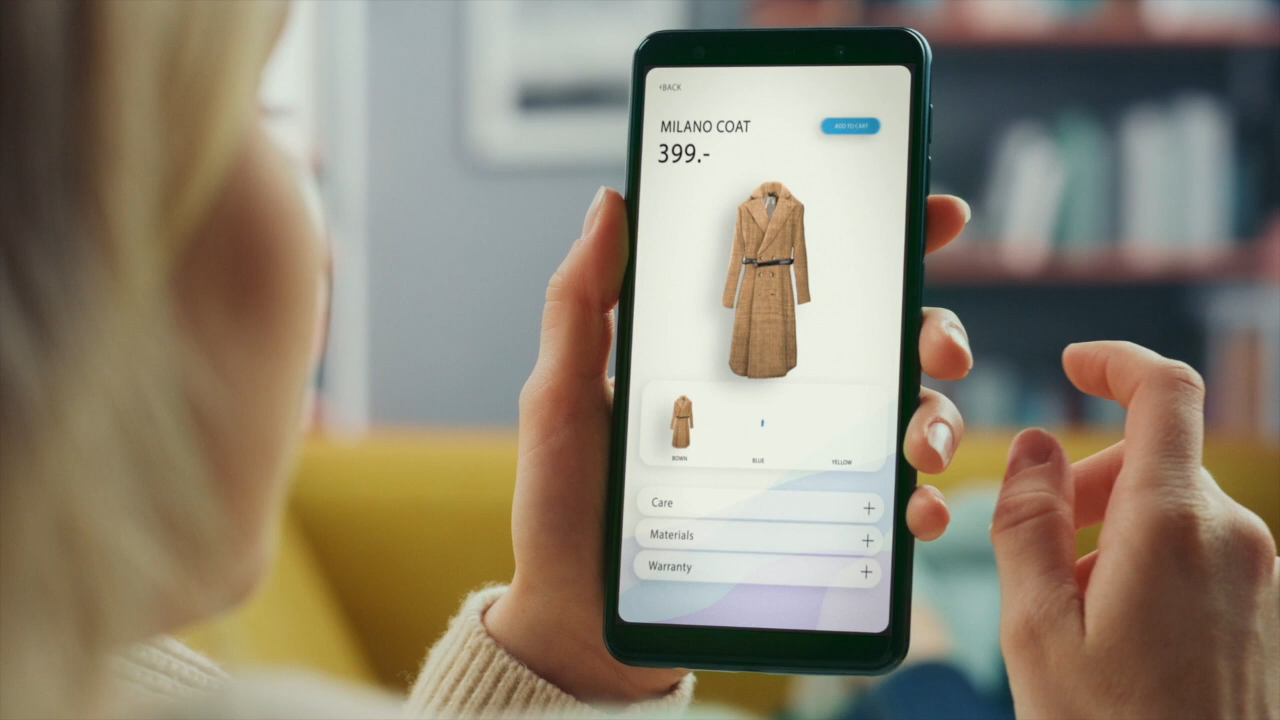 ‹BACK
MILANO COAT
ADD TO CART
399.-
BOWN
BLUE
YELLOW
Care
Materials
Warranty